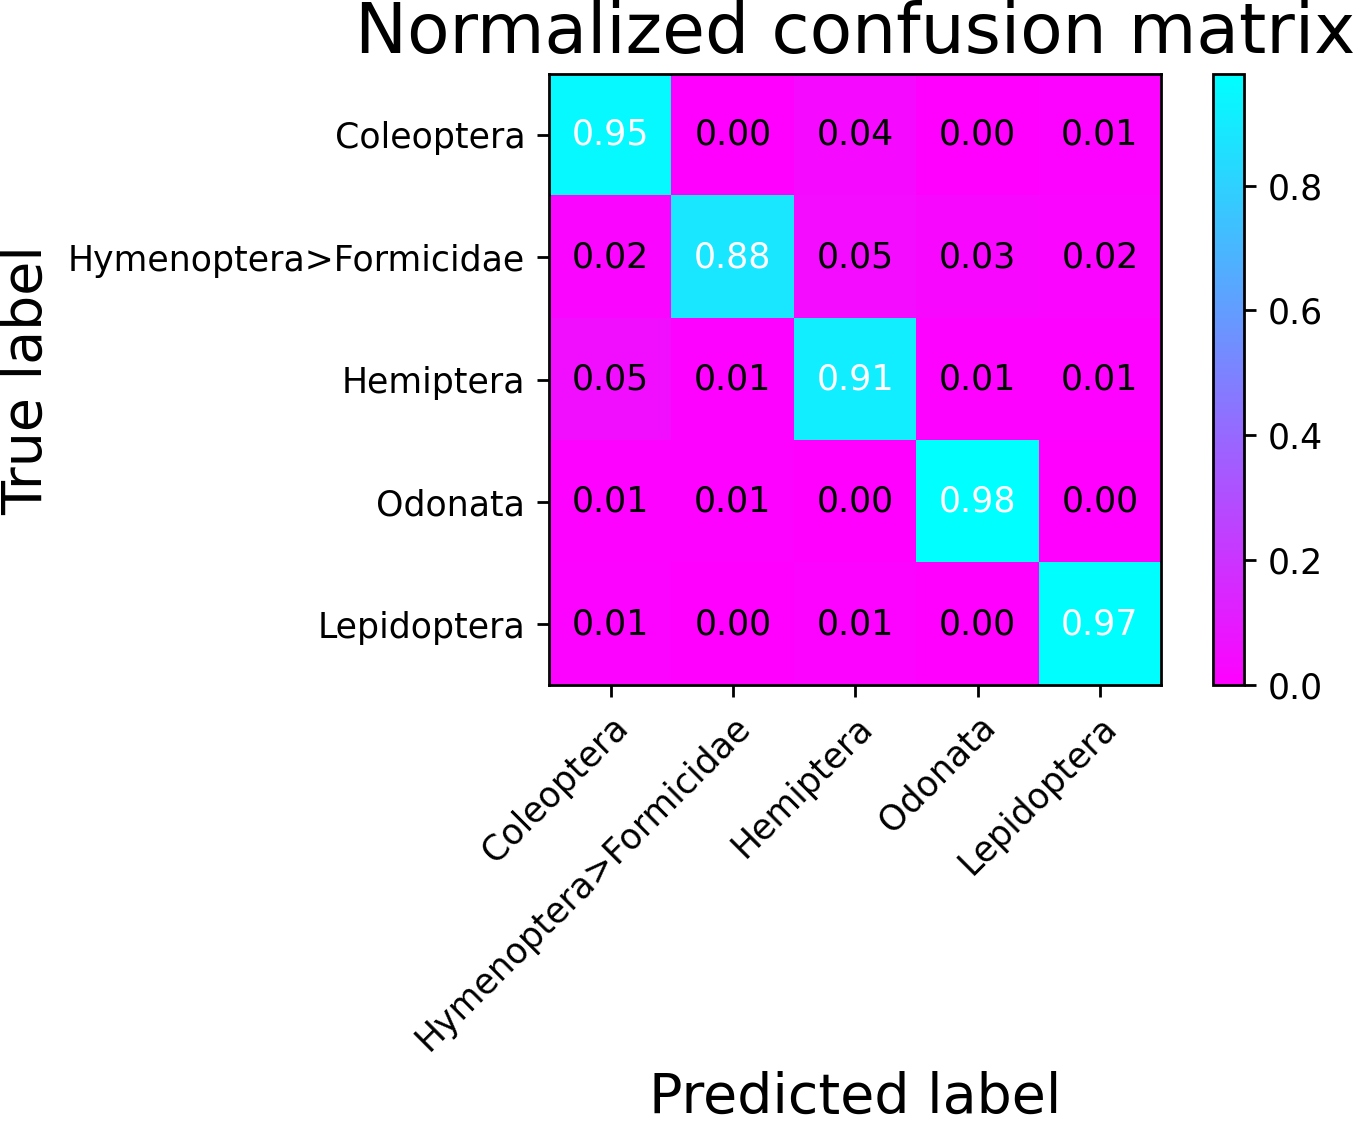 Normalized confusion matrix
True label
Coleoptera 0.95 0.00 0.04 0.00 0.01
Hymenoptera>Formicidae 0.02 0.88 0.05 0.03 0.02
Hemiptera 0.05 0.01 0.91 0.01 0.01
Odonata 0.01 0.01 0.00 0.98 0.00
Lepidoptera 0.01 0.00 0.01 0.00 0.97
Coleoptera
Hymenoptera>Formicidae
Hemiptera
Odonata
Lepidoptera
Predicted label
0.8
0.6
0.4
0.2
0.0